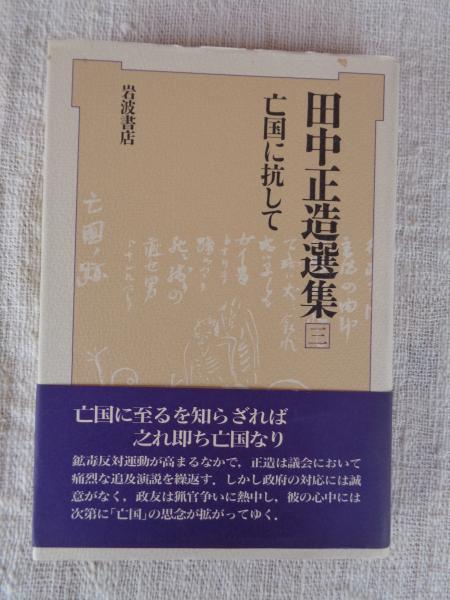 田中正造選集 三
亡国に抗して
岩波書店
亡国に至るを知らざれば
之れ即ち亡国なり
鉱毒反対運動が高まるなかで，正造は議会において
痛烈な追及演説を繰返す．しかし政府の対応には誠
意がなく，政友は猟官争いに熱中し，彼の心中には
次第に「亡国」の思念が拡がってゆく．